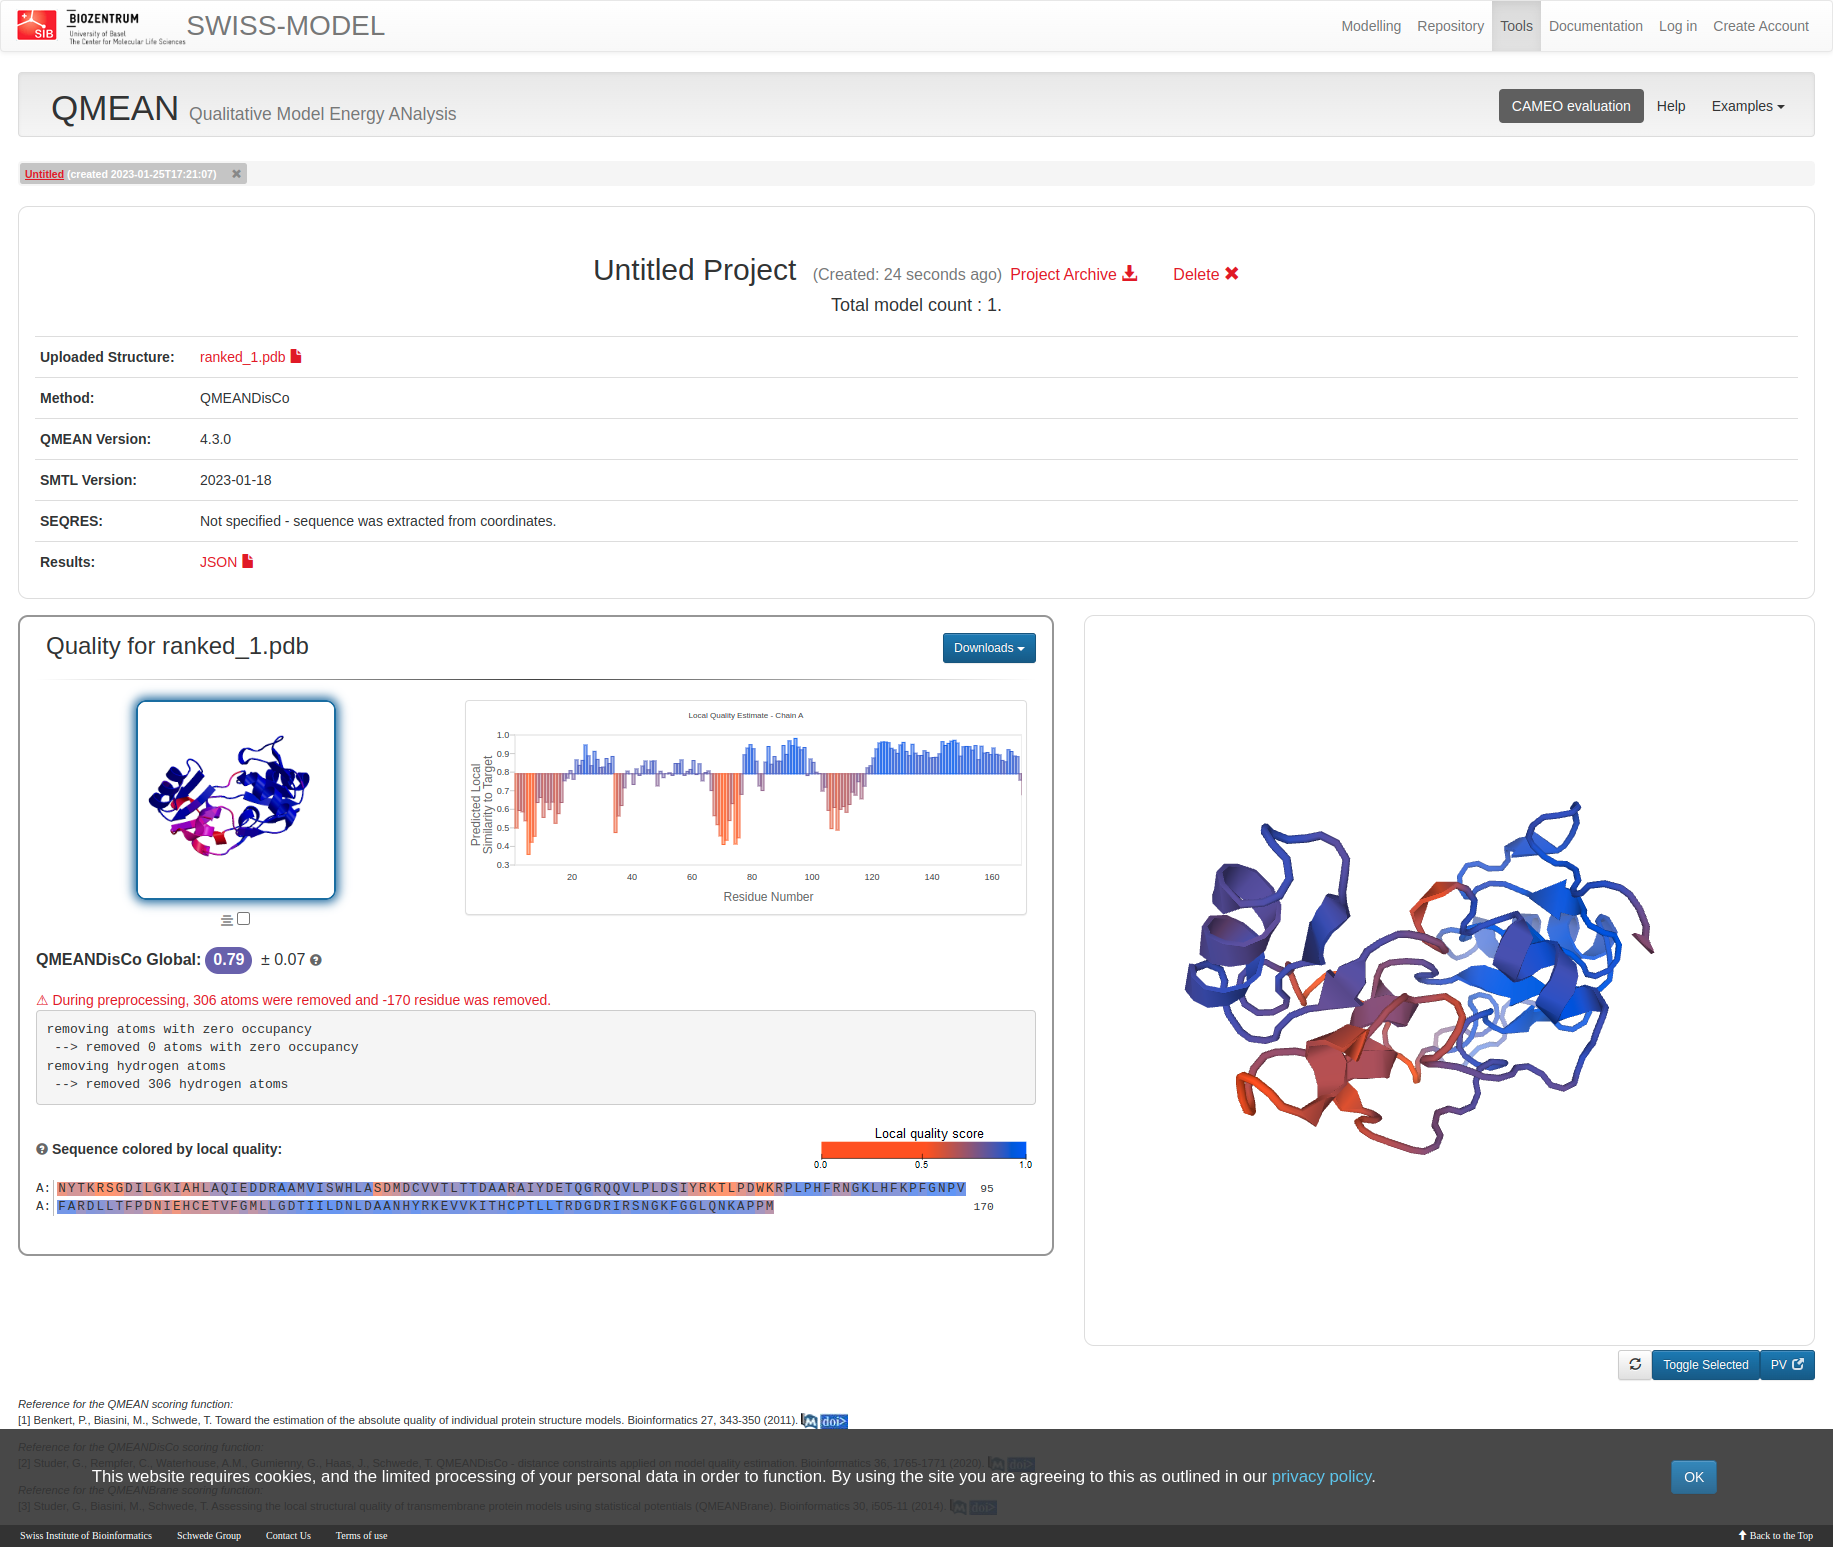 SIB
BIOZENTRUM
University of Basel
The Center for Molecular Life Sciences
SWISS-MODEL
Modelling Repository Tools Documentation Log in Create Account
QMEAN Qualitative Model Energy ANalysis
CAMEO evaluation Help Examples
Untitled (created 2023-01-25T17:21:07) ✖
Untitled Project (Created: 24 seconds ago) Project Archive Delete ✖
Total model count : 1.
Uploaded Structure: ranked_1.pdb
Method: QMEANDisCo
QMEAN Version: 4.3.0
SMTL Version: 2023-01-18
SEQRES: Not specified - sequence was extracted from coordinates.
Results: JSON
Quality for ranked_1.pdb
Downloads
Local Quality Estimate - Chain A
1.0
0.9
0.8
0.7
0.6
0.5
0.4
0.3
Predicted Local
Similarity to Target
20 40 60 80 100 120 140 160
Residue Number
QMEANDisCo Global: 0.79 ± 0.07
⚠ During preprocessing, 306 atoms were removed and -170 residue was removed.
removing atoms with zero occupancy
--> removed 0 atoms with zero occupancy
removing hydrogen atoms
--> removed 306 hydrogen atoms
Sequence colored by local quality:
Local quality score
0.0 0.5 1.0
A: NYTKRSGDILGKIAHLAQIEDDRAAMVISWHLASDMDCVVTLTTDAARAIYDETQGRQQVLPLDSIYRKTLPDWKRPLPHFRNGKLHFKPFGNPV 95
A: FARDLLTFPDNIEHCETVFGMLLGDTIILDNLDAANHYRKEVVKITHCPTLLTRDGDRIRSNGKFGGLQNKAPPM 170
Toggle Selected
PV
Reference for the QMEAN scoring function:
[1] Benkert, P., Biasini, M., Schwede, T. Toward the estimation of the absolute quality of individual protein structure models. Bioinformatics 27, 343-350 (2011). M doi>
Reference for the QMEANDisCo scoring function:
[2] Studer, G., Rempfer, C., Waterhouse, A.M., Gumienny, G., Haas, J., Schwede, T. QMEANDisCo - distance constraints applied on model quality estimation. Bioinformatics 36, 1765-1771 (2020). M doi>
This website requires cookies, and the limited processing of your personal data in order to function. By using the site you are agreeing to this as outlined in our privacy policy.
OK
Reference for the QMEANBrane scoring function:
[3] Studer, G., Biasini, M., Schwede, T. Assessing the local structural quality of transmembrane protein models using statistical potentials (QMEANBrane). Bioinformatics 30, i505-11 (2014). M doi>
Swiss Institute of Bioinformatics Schwede Group Contact Us Terms of use
Back to the Top